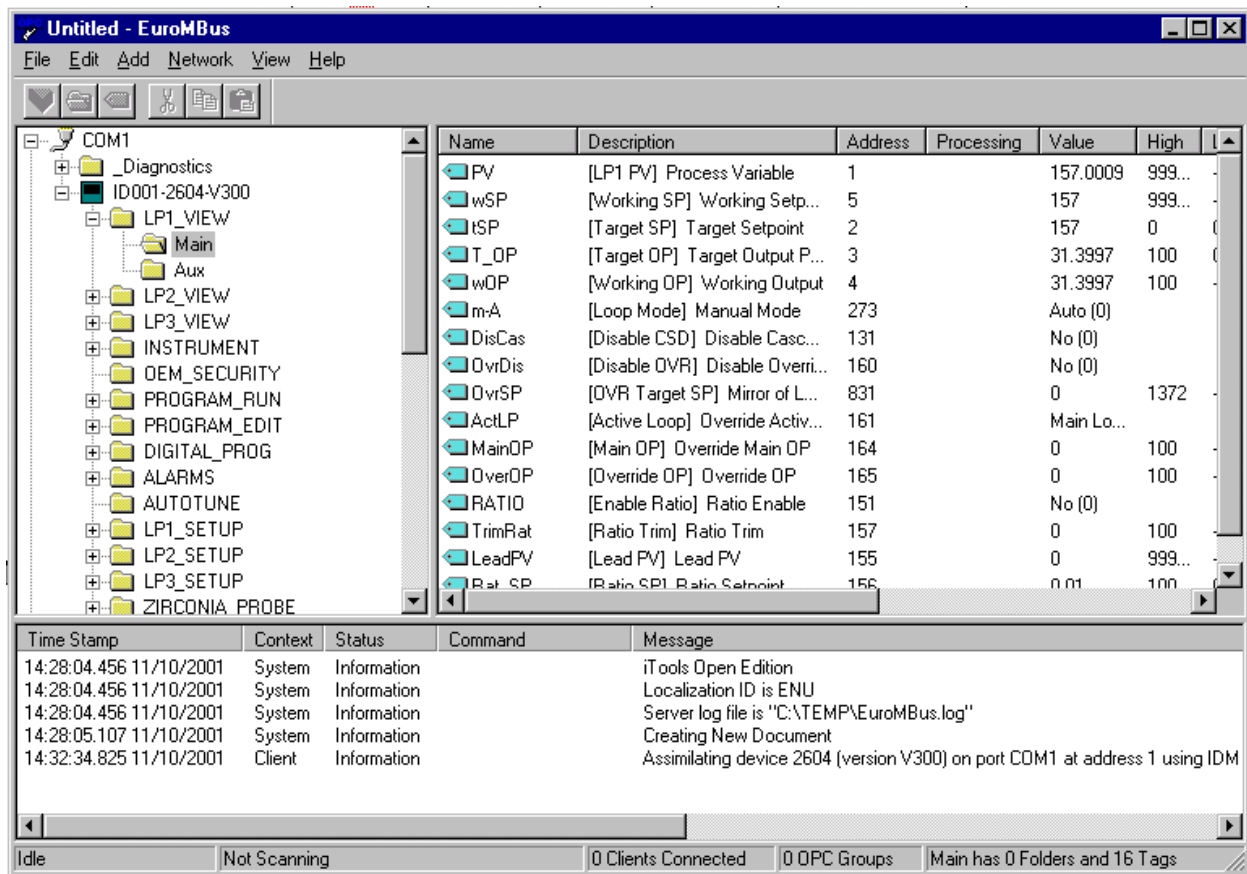 Untitled - EuroMBus
File Edit Add Network View Help
COM1
_Diagnostics
ID001-2604-V300
LP1_VIEW
Main
Aux
LP2_VIEW
LP3_VIEW
INSTRUMENT
OEM_SECURITY
PROGRAM_RUN
PROGRAM_EDIT
DIGITAL_PROG
ALARMS
AUTOTUNE
LP1_SETUP
LP2_SETUP
LP3_SETUP
ZIRCONIA_PROBE
Name Description Address Processing Value High
PV [LP1 PV] Process Variable 1 157.0009 999...
wSP [Working SP] Working Setp... 5 157 999...
tSP [Target SP] Target Setpoint 2 157 0
T_OP [Target OP] Target Output P... 3 31.3997 100
wOP [Working OP] Working Output 4 31.3997 100
m-A [Loop Mode] Manual Mode 273 Auto (0)
DisCas [Disable CSD] Disable Casc... 131 No (0)
OvrDis [Disable OVR] Disable Overri... 160 No (0)
OvrSP [OVR Target SP] Mirror of L... 831 0 1372
ActLP [Active Loop] Override Activ... 161 Main Lo...
MainOP [Main OP] Override Main OP 164 0 100
OverOP [Override OP] Override OP 165 0 100
RATIO [Enable Ratio] Ratio Enable 151 No (0)
TrimRat [Ratio Trim] Ratio Trim 157 0 100
LeadPV [Lead PV] Lead PV 155 0 999...
Rat_SP [Ratio SP] Ratio Setpoint 156 0.01 100
Time Stamp Context Status Command Message
14:28:04.456 11/10/2001 System Information iTools Open Edition
14:28:04.456 11/10/2001 System Information Localization ID is ENU
14:28:04.456 11/10/2001 System Information Server log file is "C:\TEMP\EuroMBus.log"
14:28:05.107 11/10/2001 System Information Creating New Document
14:32:34.825 11/10/2001 Client Information Assimilating device 2604 (version V300) on port COM1 at address 1 using IDM
Idle Not Scanning 0 Clients Connected 0 OPC Groups Main has 0 Folders and 16 Tags